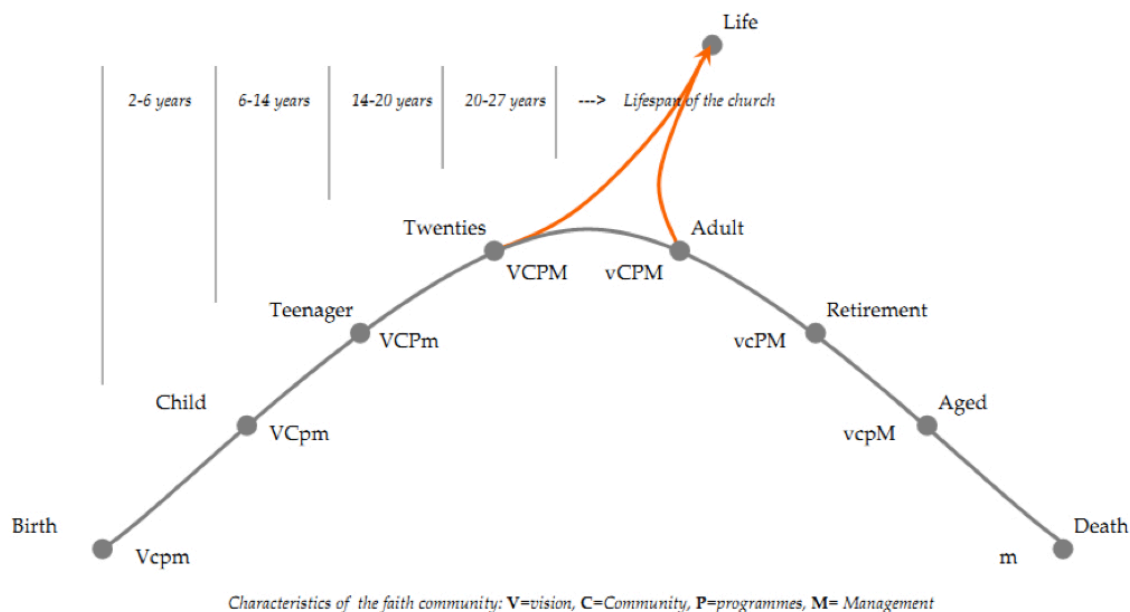 Life
2-6 years 6-14 years 14-20 years 20-27 years ---> Lifespan of the church
Twenties Adult
VCPM vCPM
Teenager Retirement
VCPm vcPM
Child Aged
VCpm vcpM
Birth Death
Vcpm m
Characteristics of the faith community: V=vision, C=Community, P=programmes, M= Management